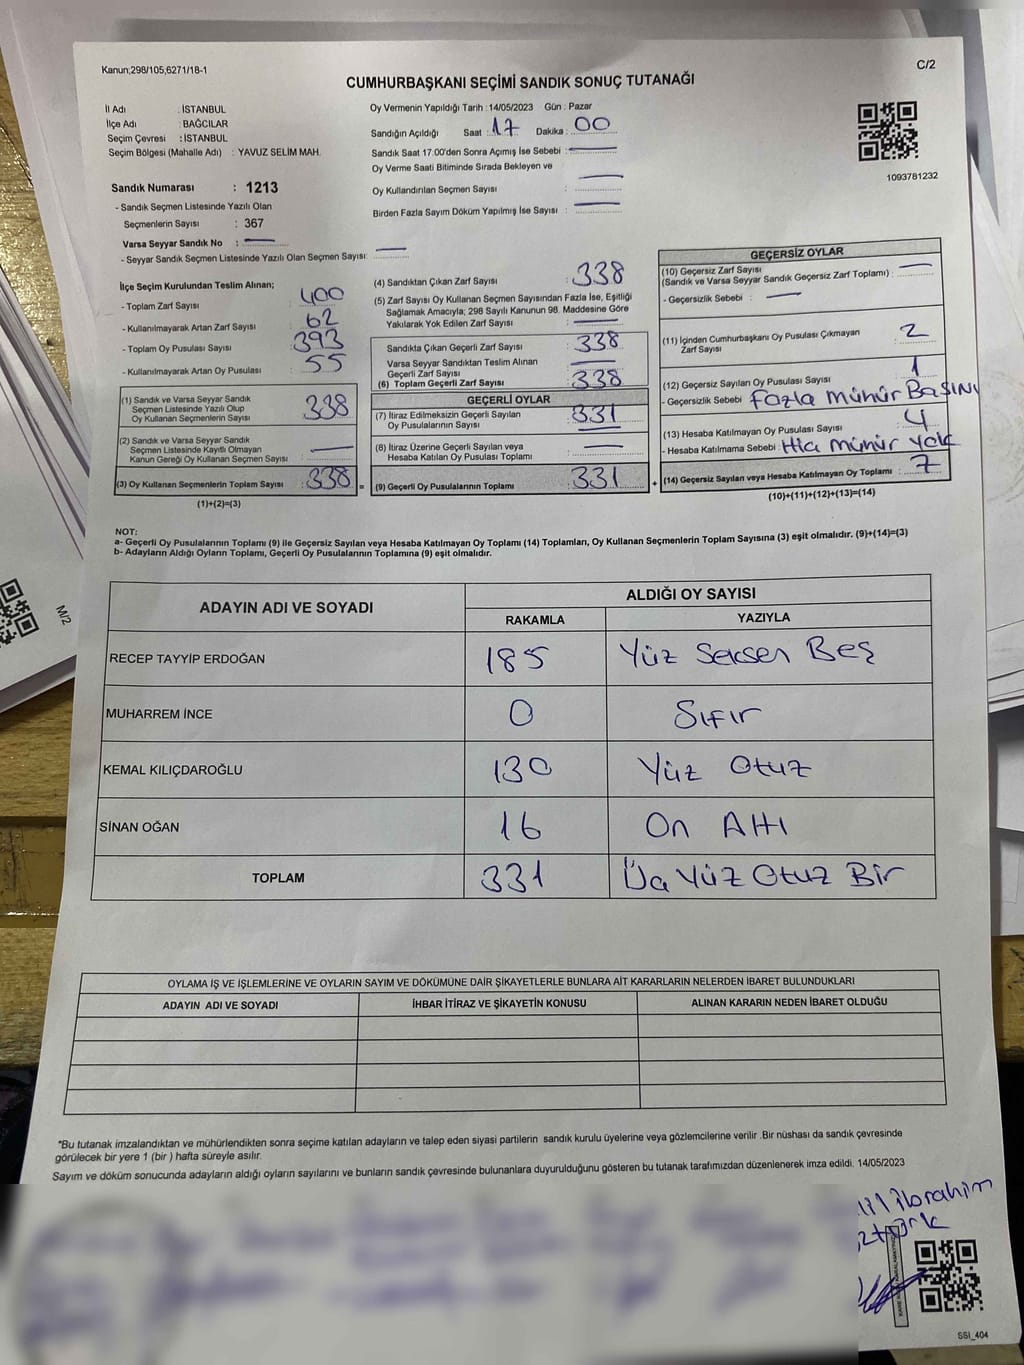 Kanun;298/105,6271/18-1
C/2
CUMHURBAŞKANI SEÇİMİ SANDIK SONUÇ TUTANAĞI
İl Adı : İSTANBUL
İlçe Adı : BAĞCILAR
Seçim Çevresi : İSTANBUL
Seçim Bölgesi (Mahalle Adı) : YAVUZ SELİM MAH.
Sandık Numarası : 1213
- Sandık Seçmen Listesinde Yazılı Olan
Seçmenlerin Sayısı : 367
Varsa Seyyar Sandık No :
- Seyyar Sandık Seçmen Listesinde Yazılı Olan Seçmen Sayısı:
Oy Vermenin Yapıldığı Tarih : 14/05/2023 Gün : Pazar
Sandığın Açıldığı Saat : 17 Dakika : 00
Sandık Saat 17.00'den Sonra Açımış İse Sebebi :
Oy Verme Saati Bitiminde Sırada Bekleyen ve
Oy Kullandırılan Seçmen Sayısı :
Birden Fazla Sayım Döküm Yapılmış İse Sayısı :
1093781232
İlçe Seçim Kurulundan Teslim Alınan;
- Toplam Zarf Sayısı : 400
- Kullanılmayarak Artan Zarf Sayısı : 62
- Toplam Oy Pusulası Sayısı : 393
- Kullanılmayarak Artan Oy Pusulası : 55
(1) Sandık ve Varsa Seyyar Sandık
Seçmen Listesinde Yazılı Olup
Oy Kullanan Seçmenlerin Sayısı : 338
(2) Sandık ve Varsa Seyyar Sandık
Seçmen Listesinde Kayıtlı Olmayan
Kanun Gereği Oy Kullanan Seçmen Sayısı :
(3) Oy Kullanan Seçmenlerin Toplam Sayısı : 338 =
(1)+(2)=(3)
(4) Sandıktan Çıkan Zarf Sayısı : 338
(5) Zarf Sayısı Oy Kullanan Seçmen Sayısından Fazla İse, Eşitliği
Sağlamak Amacıyla; 298 Sayılı Kanunun 98. Maddesine Göre
Yakılarak Yok Edilen Zarf Sayısı :
Sandıkta Çıkan Geçerli Zarf Sayısı : 338
Varsa Seyyar Sandıktan Teslim Alınan
Geçerli Zarf Sayısı :
(6) Toplam Geçerli Zarf Sayısı : 338
GEÇERLİ OYLAR
(7) İtiraz Edilmeksizin Geçerli Sayılan
Oy Pusulalarının Sayısı : 331
(8) İtiraz Üzerine Geçerli Sayılan veya
Hesaba Katılan Oy Pusulası Toplamı :
(9) Geçerli Oy Pusulalarının Toplamı : 331 +
GEÇERSİZ OYLAR
(10) Geçersiz Zarf Sayısı
(Sandık ve Varsa Seyyar Sandık Geçersiz Zarf Toplamı) :
- Geçersizlik Sebebi :
(11) İçinden Cumhurbaşkanı Oy Pusulası Çıkmayan
Zarf Sayısı : 2
(12) Geçersiz Sayılan Oy Pusulası Sayısı : 1
- Geçersizlik Sebebi : Fazla Münür Basını
(13) Hesaba Katılmayan Oy Pusulası Sayısı : 4
- Hesaba Katılmama Sebebi : Hia münür yok
(14) Geçersiz Sayılan veya Hesaba Katılmayan Oy Toplamı : 7
(10)+(11)+(12)+(13)=(14)
NOT:
a- Geçerli Oy Pusulalarının Toplamı (9) ile Geçersiz Sayılan veya Hesaba Katılmayan Oy Toplamı (14) Toplamları, Oy Kullanan Seçmenlerin Toplam Sayısına (3) eşit olmalıdır. (9)+(14)=(3)
b- Adayların Aldığı Oyların Toplamı, Geçerli Oy Pusulalarının Toplamına (9) eşit olmalıdır.
ADAYIN ADI VE SOYADI
ALDIĞI OY SAYISI
RAKAMLA YAZIYLA
RECEP TAYYİP ERDOĞAN 185 Yüz Seksen Beş
MUHARREM İNCE 0 Sıfır
KEMAL KILIÇDAROĞLU 130 Yüz Otuz
SİNAN OĞAN 16 On Altı
TOPLAM 331 Üa Yüz Otuz Bir
OYLAMA İŞ VE İŞLEMLERİNE VE OYLARIN SAYIM VE DÖKÜMÜNE DAİR ŞİKAYETLERLE BUNLARA AİT KARARLARIN NELERDEN İBARET BULUNDUKLARI
ADAYIN ADI VE SOYADI İHBAR İTİRAZ VE ŞİKAYETİN KONUSU ALINAN KARARIN NEDEN İBARET OLDUĞU
*Bu tutanak imzalandıktan ve mühürlendikten sonra seçime katılan adayların ve talep eden siyasi partilerin sandık kurulu üyelerine veya gözlemcilerine verilir .Bir nüshası da sandık çevresinde
görülecek bir yere 1 (bir ) hafta süreyle asılır.
Sayım ve döküm sonucunda adayların aldığı oyların sayılarını ve bunların sandık çevresinde bulunanlara duyurulduğunu gösteren bu tutanak tarafımızdan düzenlenerek imza edildi. 14/05/2023
İbrahim
SSİ_404
M/2